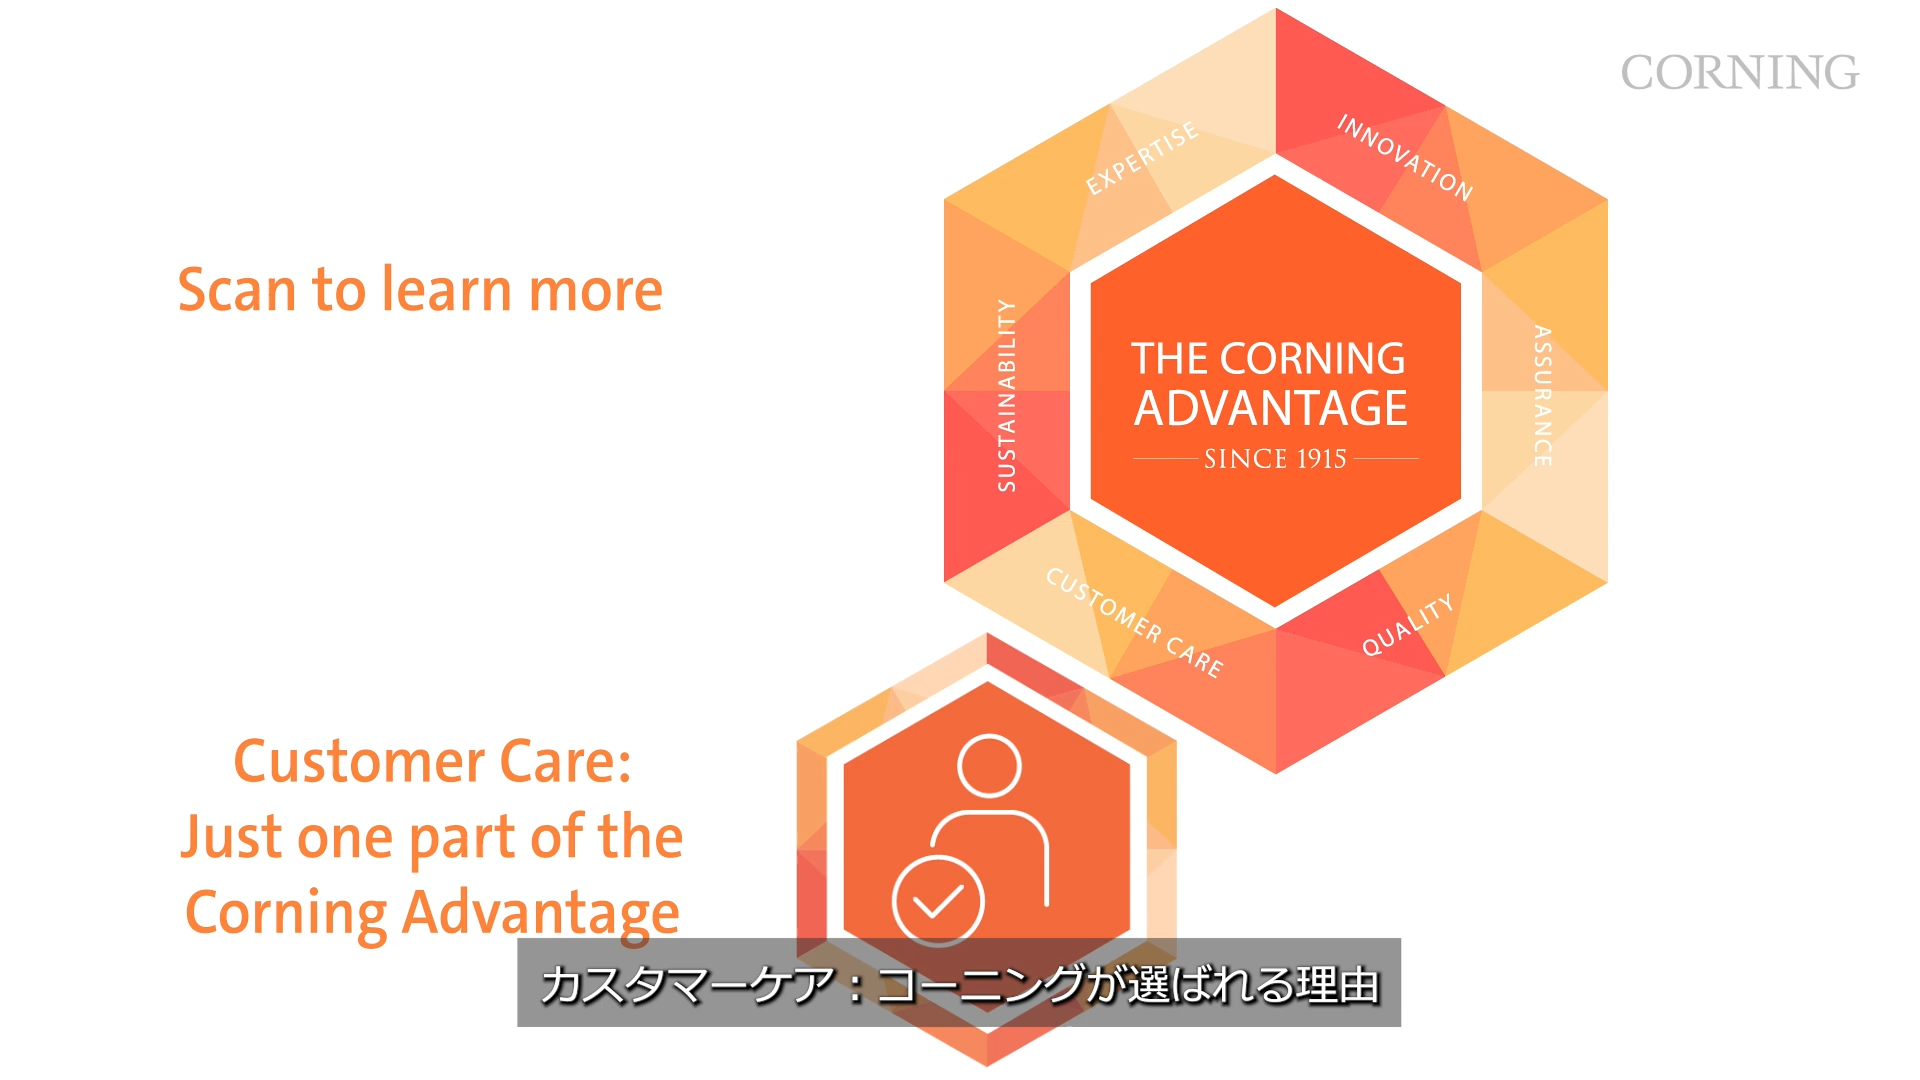 CORNING
Scan to learn more
EXPERTISE
INNOVATION
SUSTAINABILITY
ASSURANCE
THE CORNING
ADVANTAGE
SINCE 1915
CUSTOMER CARE
QUALITY
Customer Care:
Just one part of the
Corning Advantage
カスタマーケア：コーニングが選ばれる理由